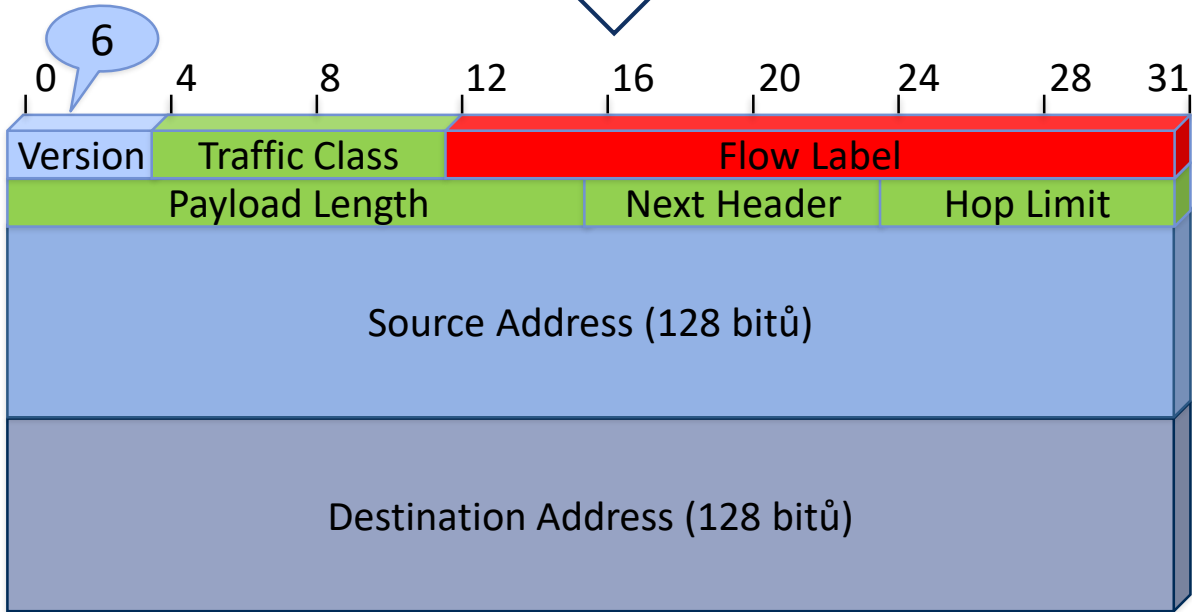 6
0 4 8 12 16 20 24 28 31
Version Traffic Class Flow Label
Payload Length Next Header Hop Limit
Source Address (128 bitů)
Destination Address (128 bitů)